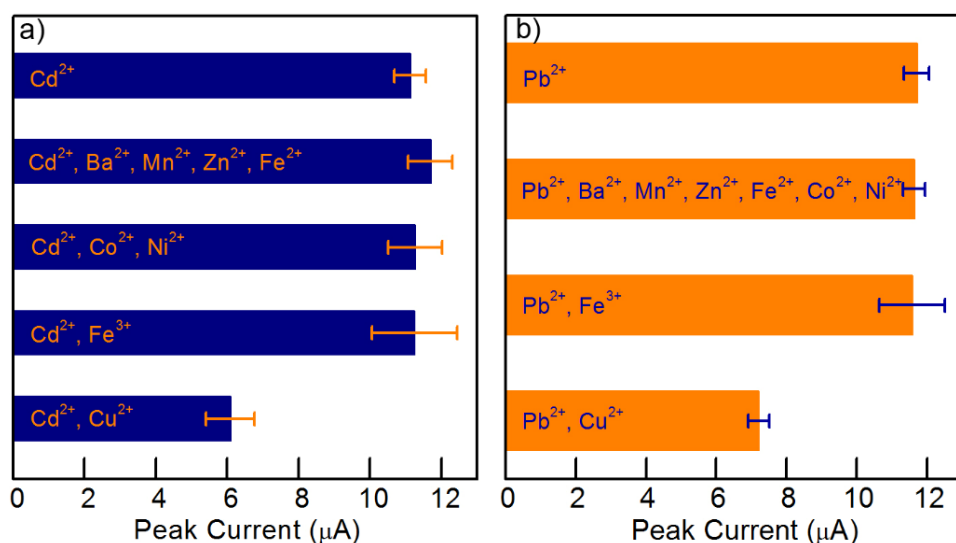 a)
Cd²⁺
Cd²⁺, Ba²⁺, Mn²⁺, Zn²⁺, Fe²⁺
Cd²⁺, Co²⁺, Ni²⁺
Cd²⁺, Fe³⁺
Cd²⁺, Cu²⁺
0 2 4 6 8 10 12
Peak Current (μA)
b)
Pb²⁺
Pb²⁺, Ba²⁺, Mn²⁺, Zn²⁺, Fe²⁺, Co²⁺, Ni²⁺
Pb²⁺, Fe³⁺
Pb²⁺, Cu²⁺
0 2 4 6 8 10 12
Peak Current (μA)